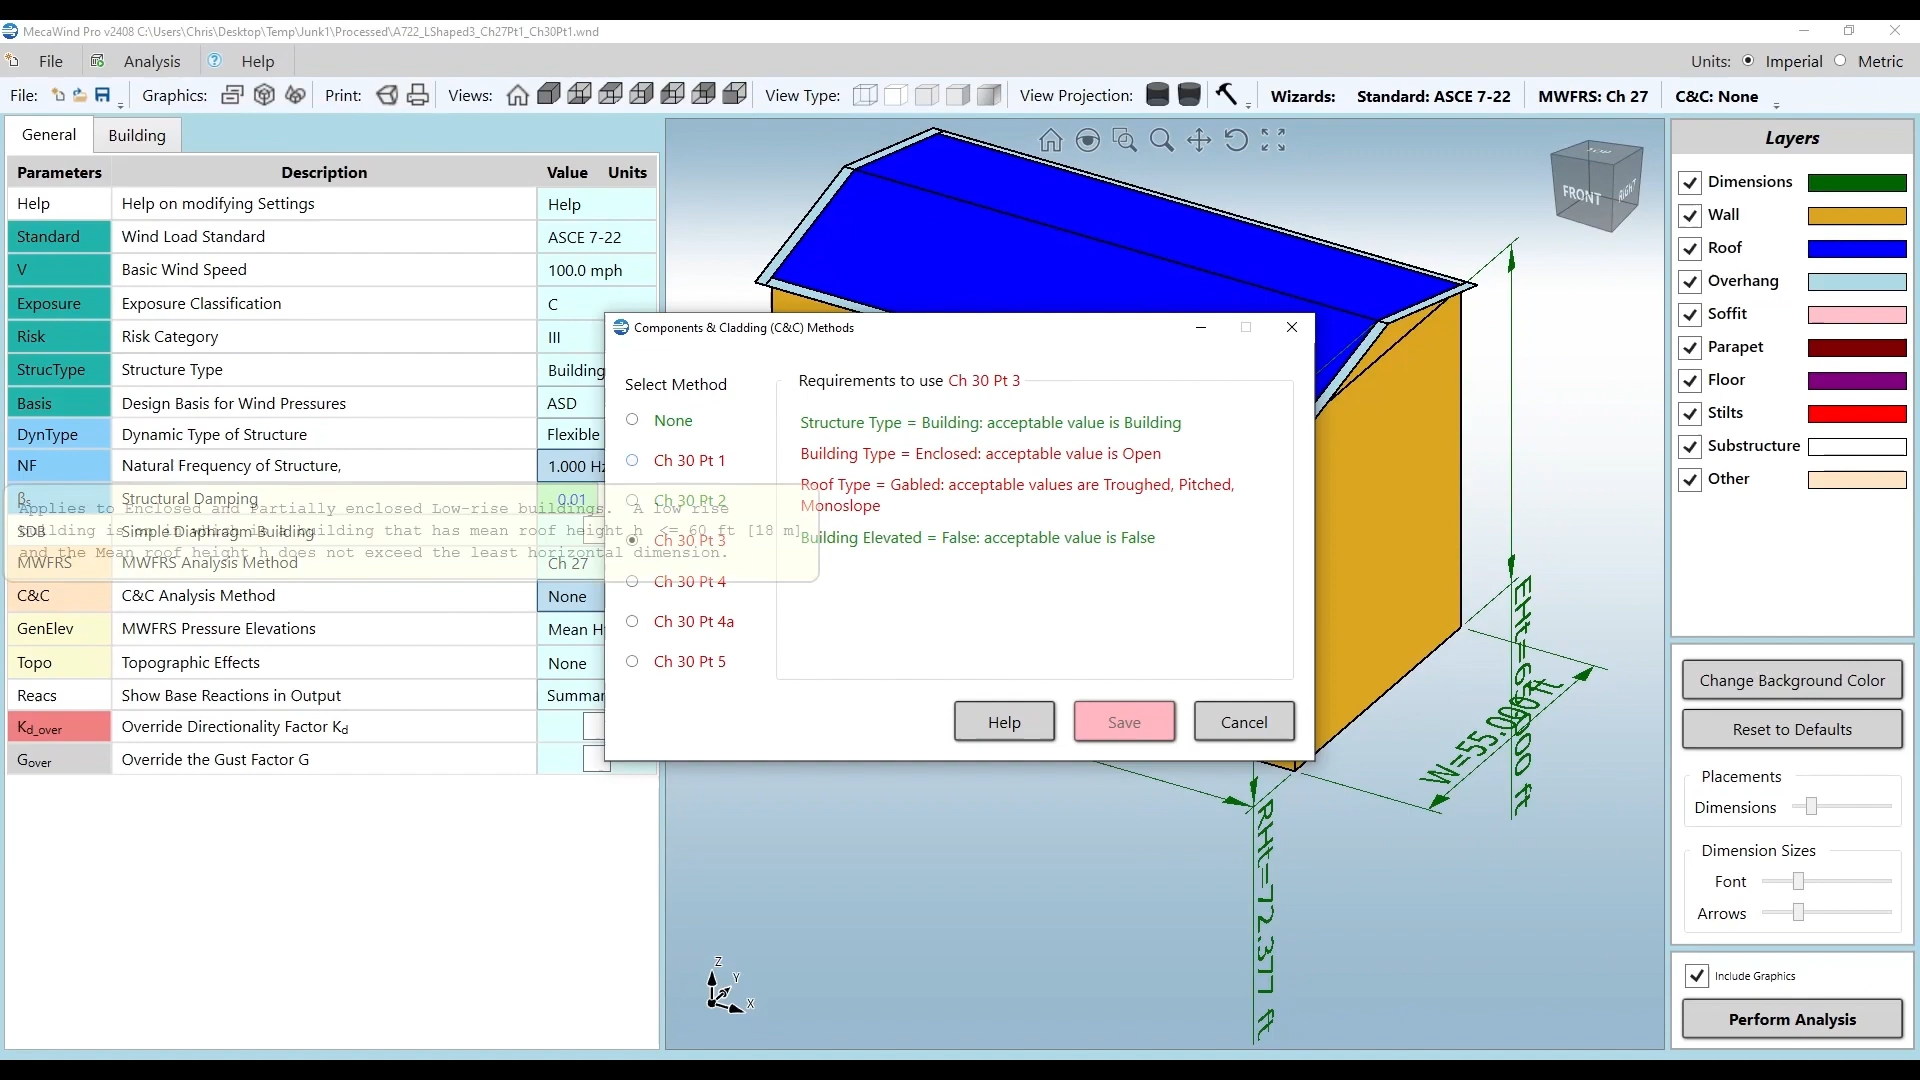 MecaWind Pro v2408 C:\Users\Chris\Desktop\Temp\Junk1\Processed\A722_LShaped3_Ch27Pt1_Ch30Pt1.wnd
File Analysis Help Units: Imperial Metric
File: Graphics: Print: Views: View Type: View Projection: Wizards: Standard: ASCE 7-22 MWFRS: Ch 27 C&C: None
General Building
Parameters Description Value Units
Help Help on modifying Settings Help
Standard Wind Load Standard ASCE 7-22
V Basic Wind Speed 100.0 mph
Exposure Exposure Classification C
Risk Risk Category III
StrucType Structure Type Building
Basis Design Basis for Wind Pressures ASD
DynType Dynamic Type of Structure Flexible
NF Natural Frequency of Structure, 1.000 Hz
βs Structural Damping 0.01
SDB Simple Diaphragm Building
MWFRS MWFRS Analysis Method Ch 27
C&C C&C Analysis Method None
GenElev MWFRS Pressure Elevations Mean H
Topo Topographic Effects None
Reacs Show Base Reactions in Output Summar
Kd_over Override Directionality Factor Kd
Gover Override the Gust Factor G
Applies to Enclosed and Partially enclosed Low-rise buildings. A low rise
building is on in which is a building that has mean roof height h <= 60 ft [18 m]
and the Mean roof height h does not exceed the least horizontal dimension.
Components & Cladding (C&C) Methods
Select Method
None
Ch 30 Pt 1
Ch 30 Pt 2
Ch 30 Pt 3
Ch 30 Pt 4
Ch 30 Pt 4a
Ch 30 Pt 5
Requirements to use Ch 30 Pt 3
Structure Type = Building: acceptable value is Building
Building Type = Enclosed: acceptable value is Open
Roof Type = Gabled: acceptable values are Troughed, Pitched,
Monoslope
Building Elevated = False: acceptable value is False
Help Save Cancel
FRONT RIGHT TOP
W=55.000 ft
RHt=72.377 ft
Z
Y
X
Layers
Dimensions
Wall
Roof
Overhang
Soffit
Parapet
Floor
Stilts
Substructure
Other
Change Background Color
Reset to Defaults
Placements
Dimensions
Dimension Sizes
Font
Arrows
Include Graphics
Perform Analysis